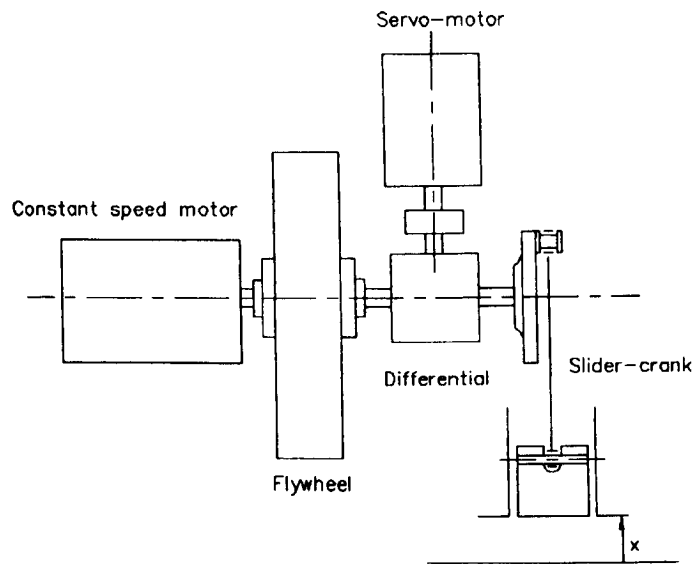 Servo-motor
Constant speed motor
Differential
Slider-crank
Flywheel
x